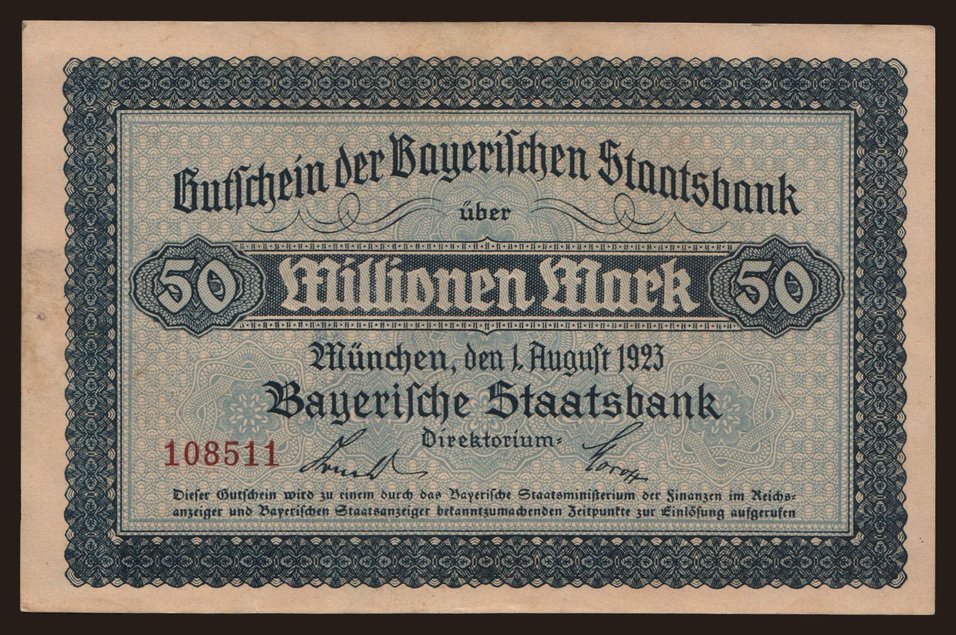 Gutschein der Bayerischen Staatsbank
über
50 Millionen Mark 50
München, den 1. August 1923
Bayerische Staatsbank
Direktorium:
108511
Dieser Gutschein wird zu einem durch das Bayerische Staatsministerium der Finanzen im Reichs-
anzeiger und Bayerischen Staatsanzeiger bekanntzumachenden Zeitpunkte zur Einlösung aufgerufen